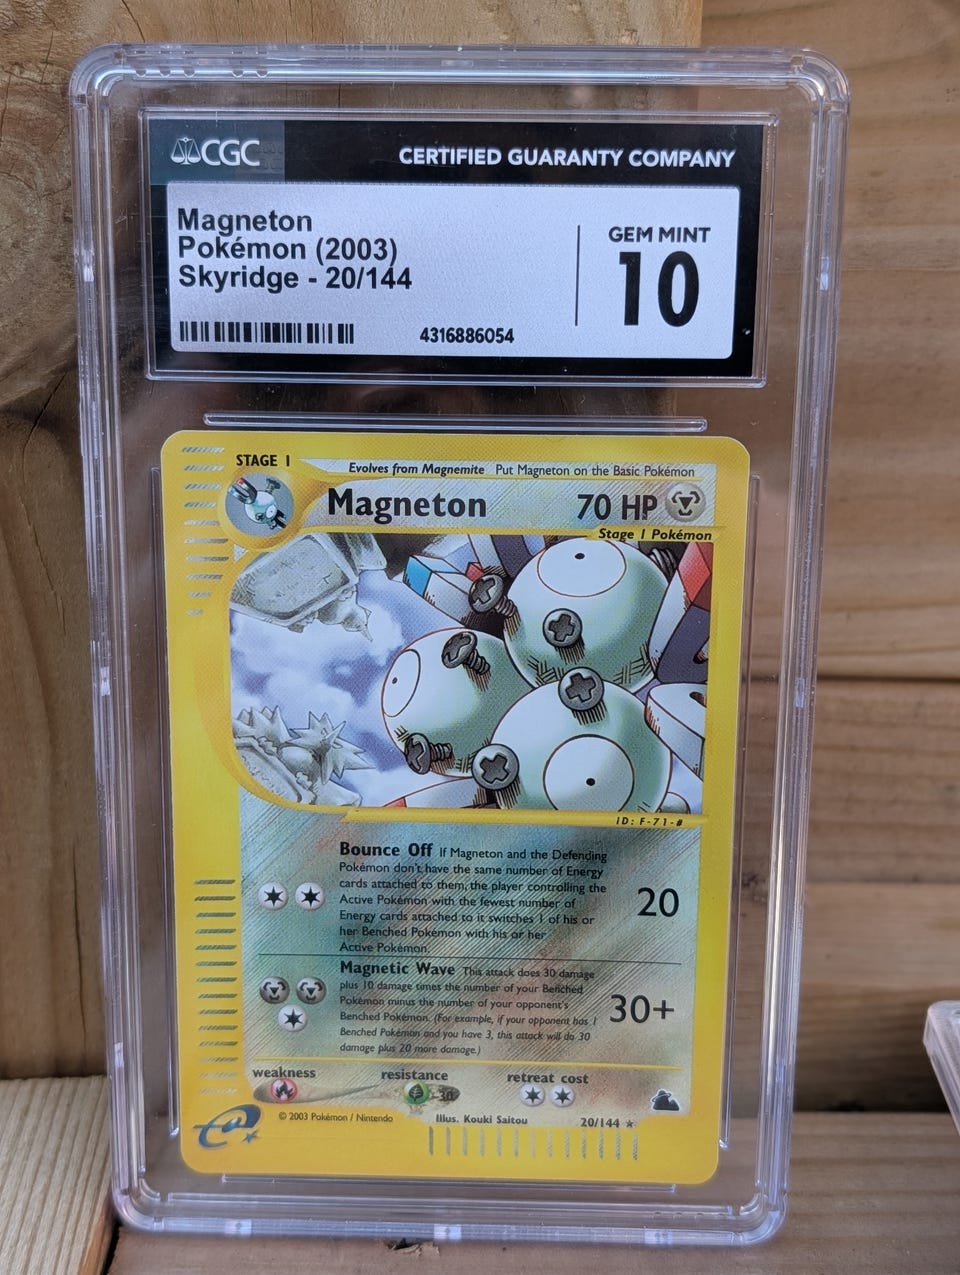 CGC
CERTIFIED GUARANTY COMPANY
Magneton
Pokémon (2003)
Skyridge - 20/144
GEM MINT
10
4316886054
STAGE 1
Evolves from Magnemite Put Magneton on the Basic Pokémon
Magneton 70 HP
Stage 1 Pokémon
ID: F-71-#
Bounce Off If Magneton and the Defending
Pokémon don't have the same number of Energy
cards attached to them, the player controlling the
Active Pokémon with the fewest number of
Energy cards attached to it switches 1 of his or
her Benched Pokémon with his or her
Active Pokémon.
20
Magnetic Wave This attack does 30 damage
plus 10 damage times the number of your Benched
Pokémon minus the number of your opponent's
Benched Pokémon. (For example, if your opponent has 1
Benched Pokémon and you have 3, this attack will do 30
damage plus 20 more damage.)
30+
weakness resistance retreat cost
-30
© 2003 Pokémon / Nintendo Illus. Kouki Saitou 20/144 ★
e